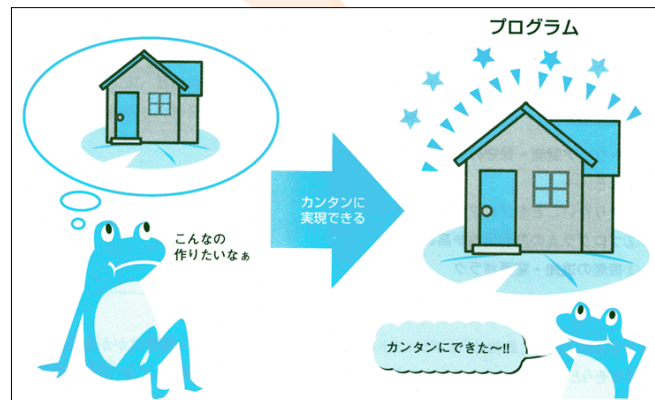 プログラム
カンタンに
実現できる
こんなの
作りたいなぁ
カンタンにできた〜!!